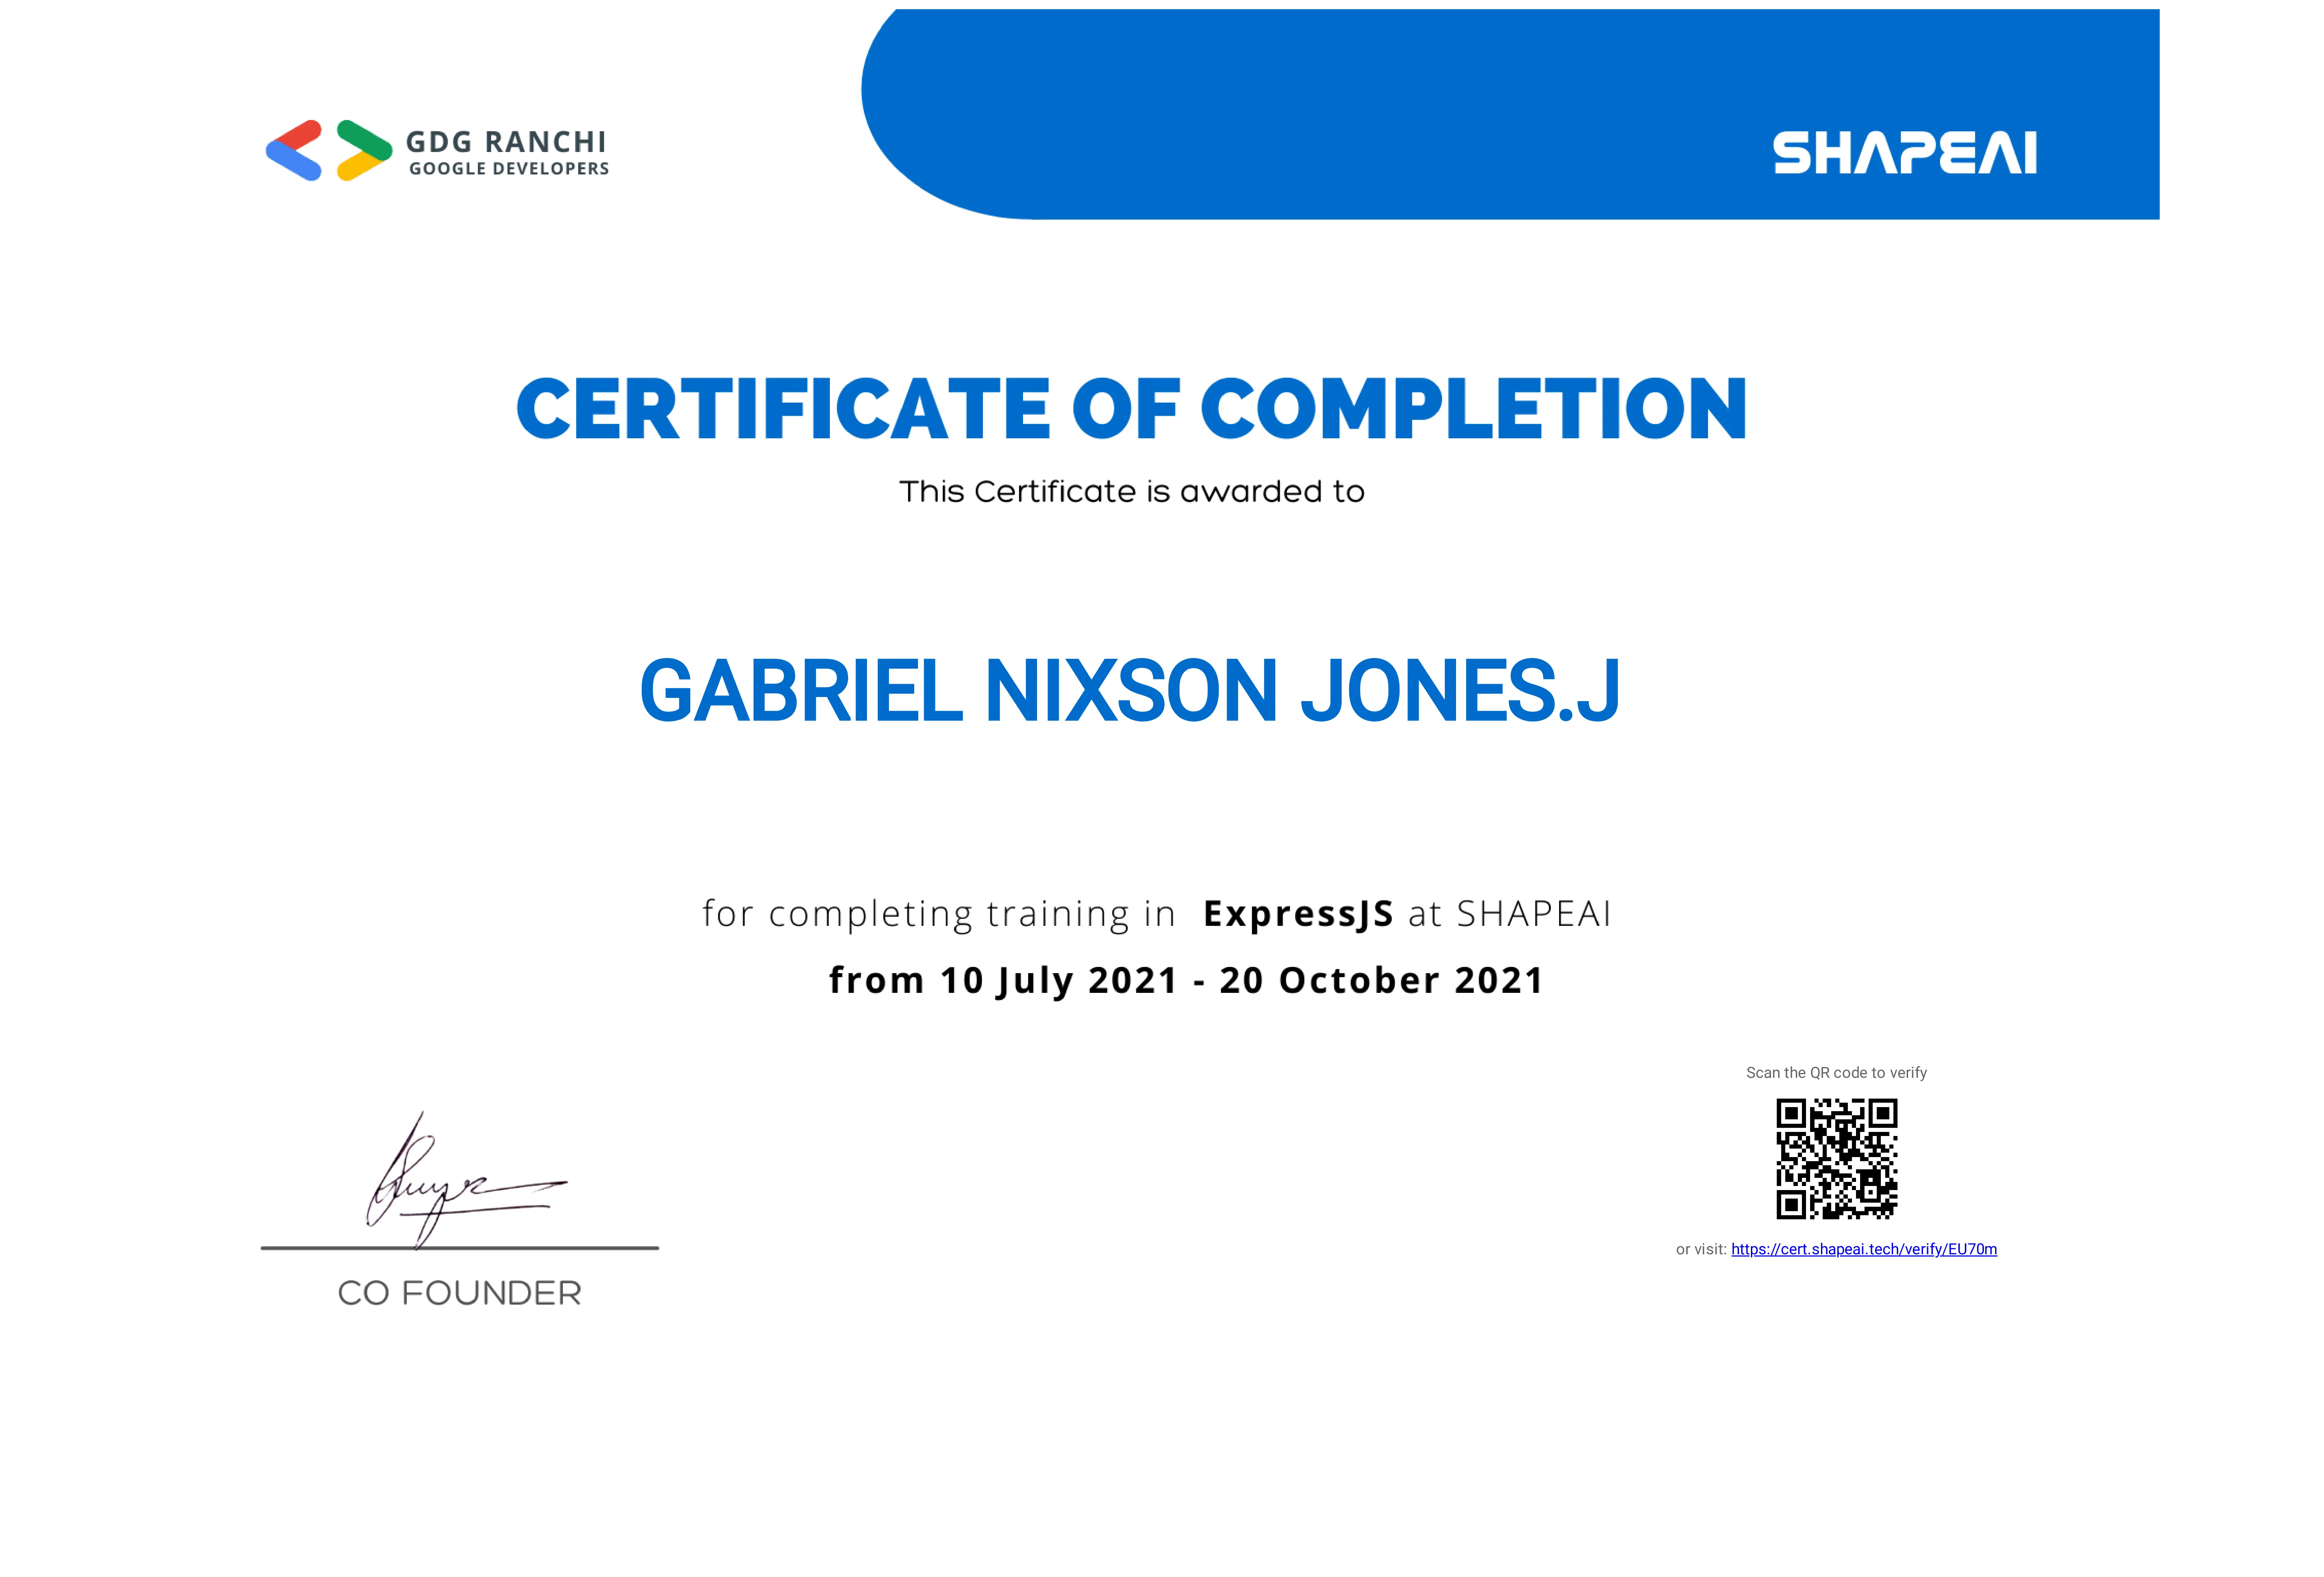 GDG RANCHI
GOOGLE DEVELOPERS
SHAPEAI
CERTIFICATE OF COMPLETION
This Certificate is awarded to
GABRIEL NIXSON JONES.J
for completing training in ExpressJS at SHAPEAI
from 10 July 2021 - 20 October 2021
Scan the QR code to verify
or visit: https://cert.shapeai.tech/verify/EU70m
CO FOUNDER